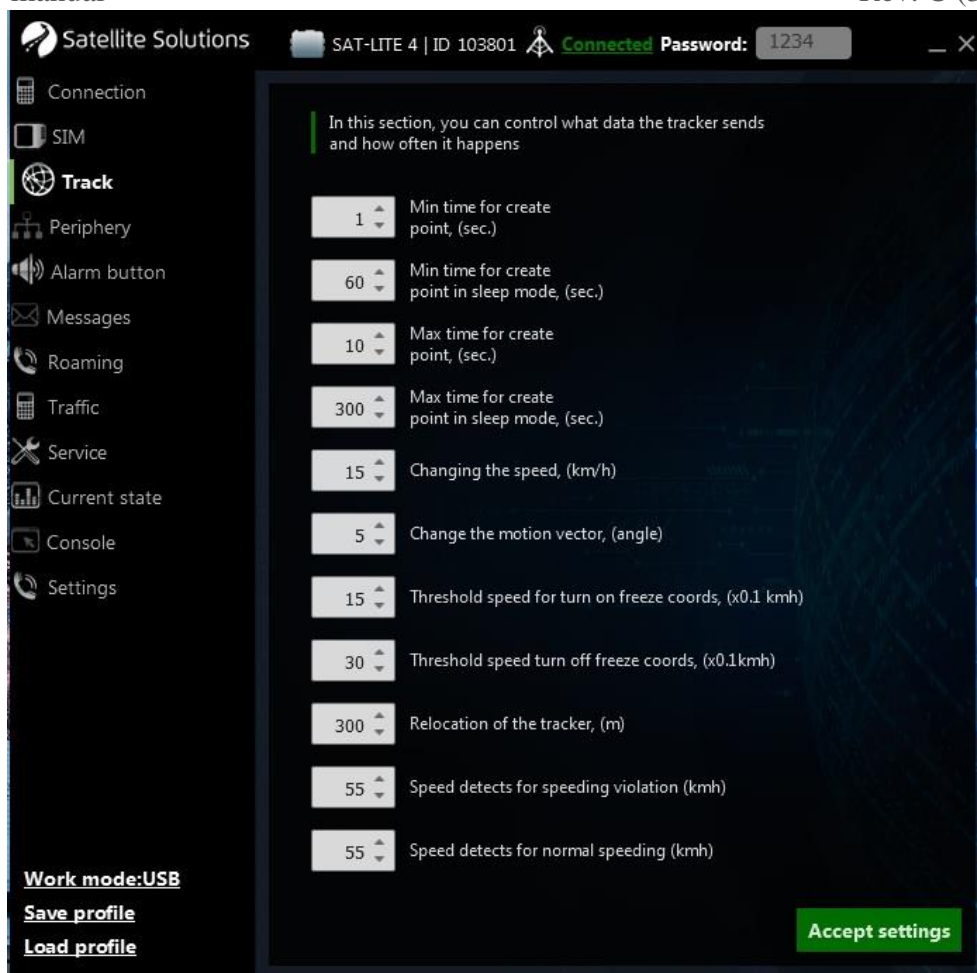 manual
Satellite Solutions
SAT-LITE 4 | ID 103801 Connected Password: 1234
Connection
SIM
Track
Periphery
Alarm button
Messages
Roaming
Traffic
Service
Current state
Console
Settings
In this section, you can control what data the tracker sends
and how often it happens
1 Min time for create
point, (sec.)
60 Min time for create
point in sleep mode, (sec.)
10 Max time for create
point, (sec.)
300 Max time for create
point in sleep mode, (sec.)
15 Changing the speed, (km/h)
5 Change the motion vector, (angle)
15 Threshold speed for turn on freeze coords, (x0.1 kmh)
30 Threshold speed turn off freeze coords, (x0.1kmh)
300 Relocation of the tracker, (m)
55 Speed detects for speeding violation (kmh)
55 Speed detects for normal speeding (kmh)
Work mode:USB
Save profile
Load profile
Accept settings